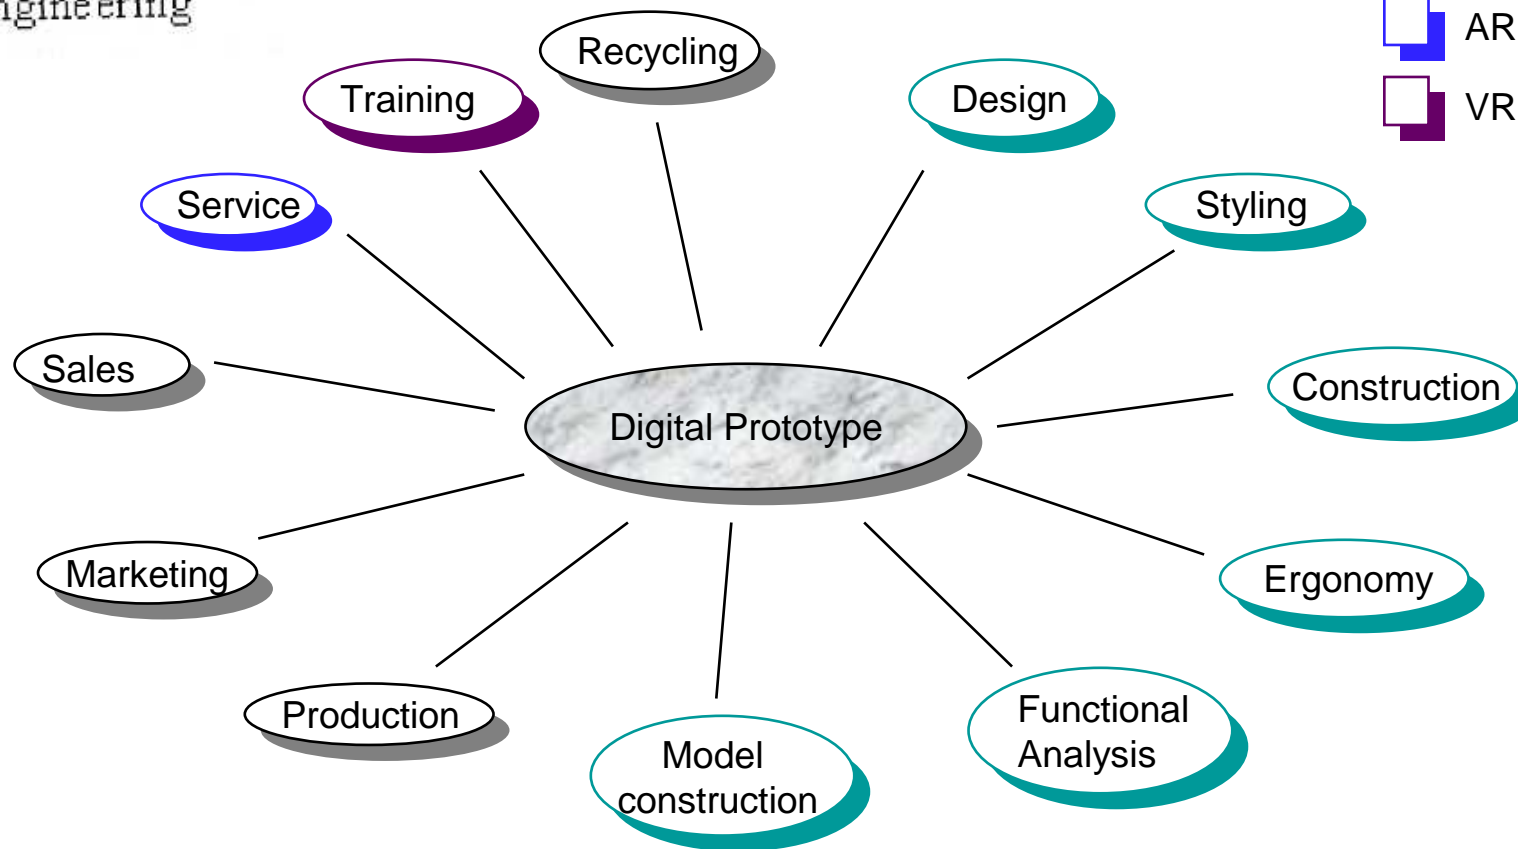 Recycling
AR
Training
Design
VR
Service
Styling
Sales
Construction
Digital Prototype
Marketing
Ergonomy
Production
Functional
Analysis
Model
construction